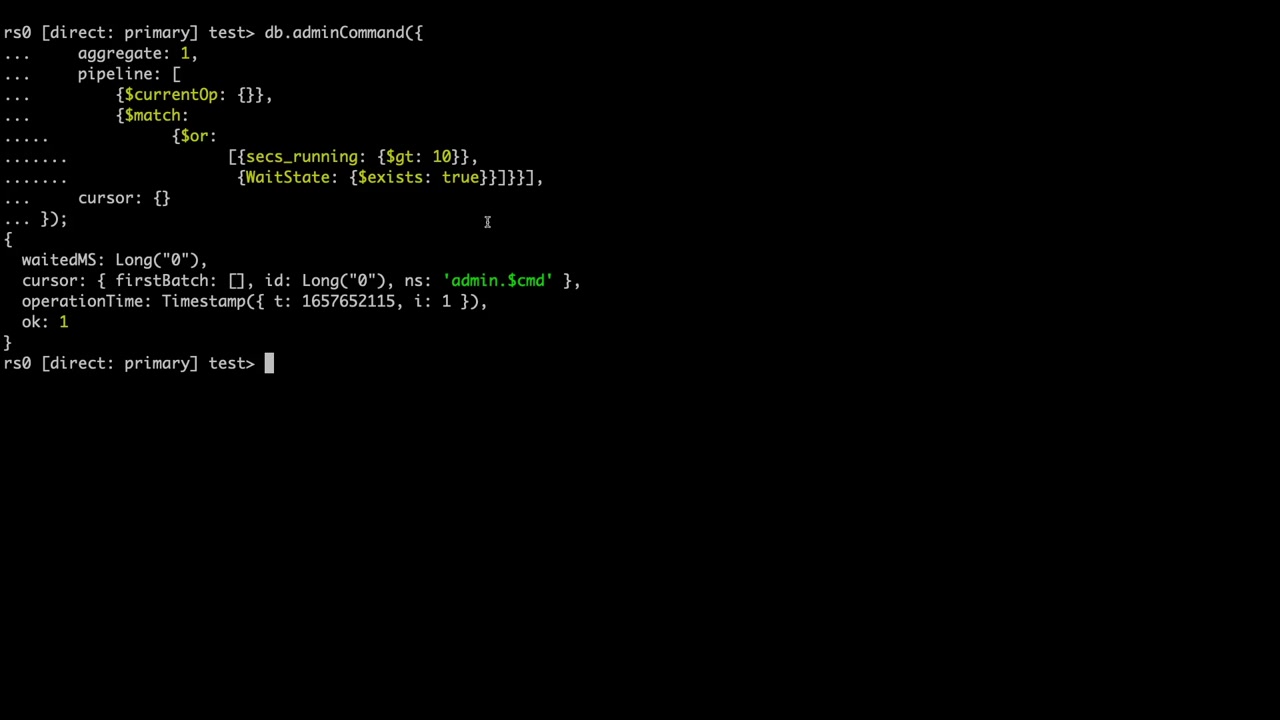 rs0 [direct: primary] test> db.adminCommand({
...     aggregate: 1,
...     pipeline: [
...         {$currentOp: {}},
...         {$match:
.....             {$or:
.......                 [{secs_running: {$gt: 10}},
.......                  {WaitState: {$exists: true}}]}}],
...     cursor: {}
... });
{
  waitedMS: Long("0"),
  cursor: { firstBatch: [], id: Long("0"), ns: 'admin.$cmd' },
  operationTime: Timestamp({ t: 1657652115, i: 1 }),
  ok: 1
}
rs0 [direct: primary] test>